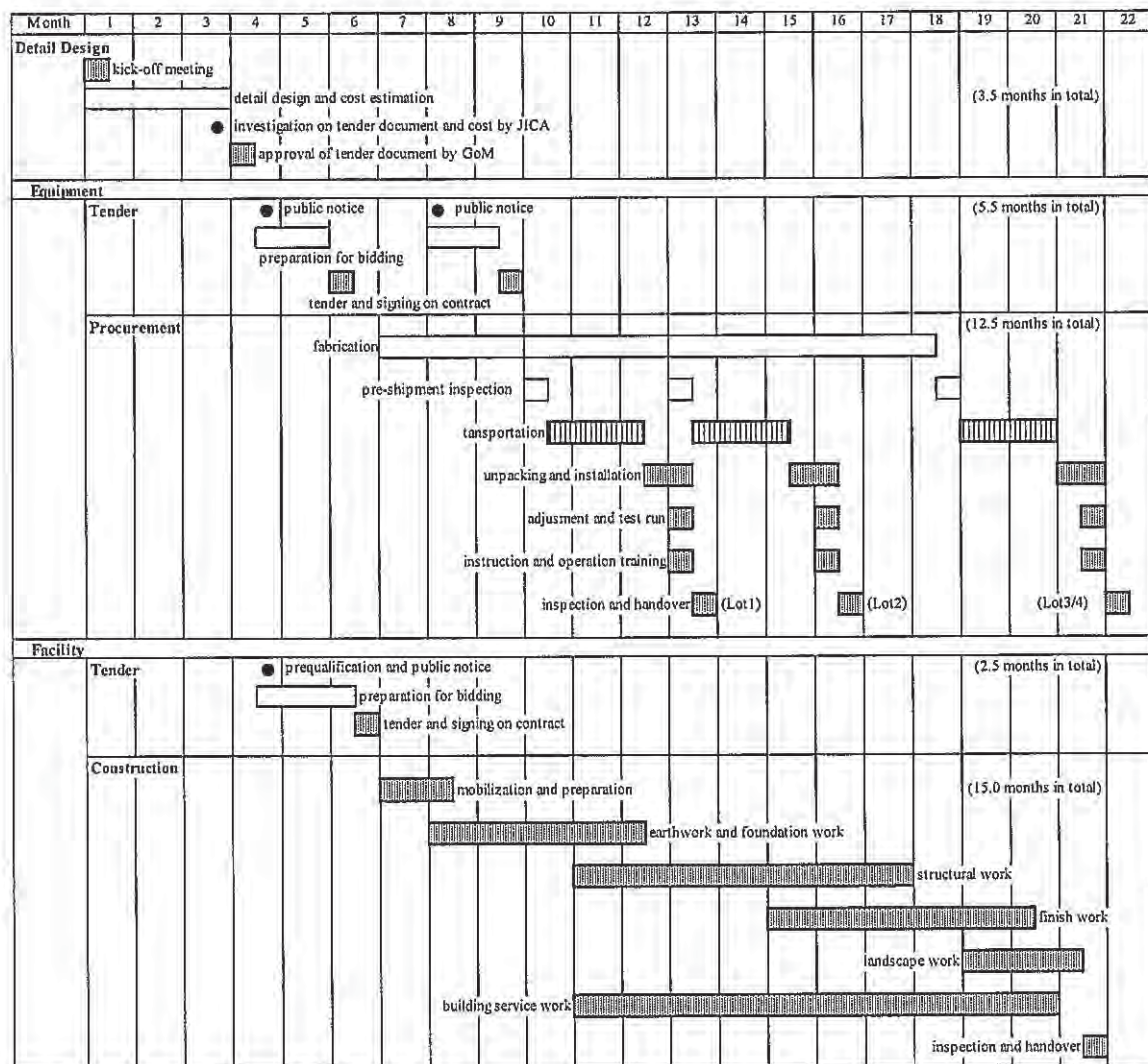 Month 1 2 3 4 5 6 7 8 9 10 11 12 13 14 15 16 17 18 19 20 21 22
Detail Design
kick-off meeting
detail design and cost estimation (3.5 months in total)
investigation on tender document and cost by JICA
approval of tender document by GoM
Equipment
Tender public notice public notice (5.5 months in total)
preparation for bidding
tender and signing on contract
Procurement (12.5 months in total)
fabrication
pre-shipment inspection
tansportation
unpacking and installation
adjusment and test run
instruction and operation training
inspection and handover (Lot1) (Lot2) (Lot3/4)
Facility
Tender prequalification and public notice (2.5 months in total)
preparation for bidding
tender and signing on contract
Construction
mobilization and preparation (15.0 months in total)
earthwork and foundation work
structural work
finish work
landscape work
building service work
inspection and handover